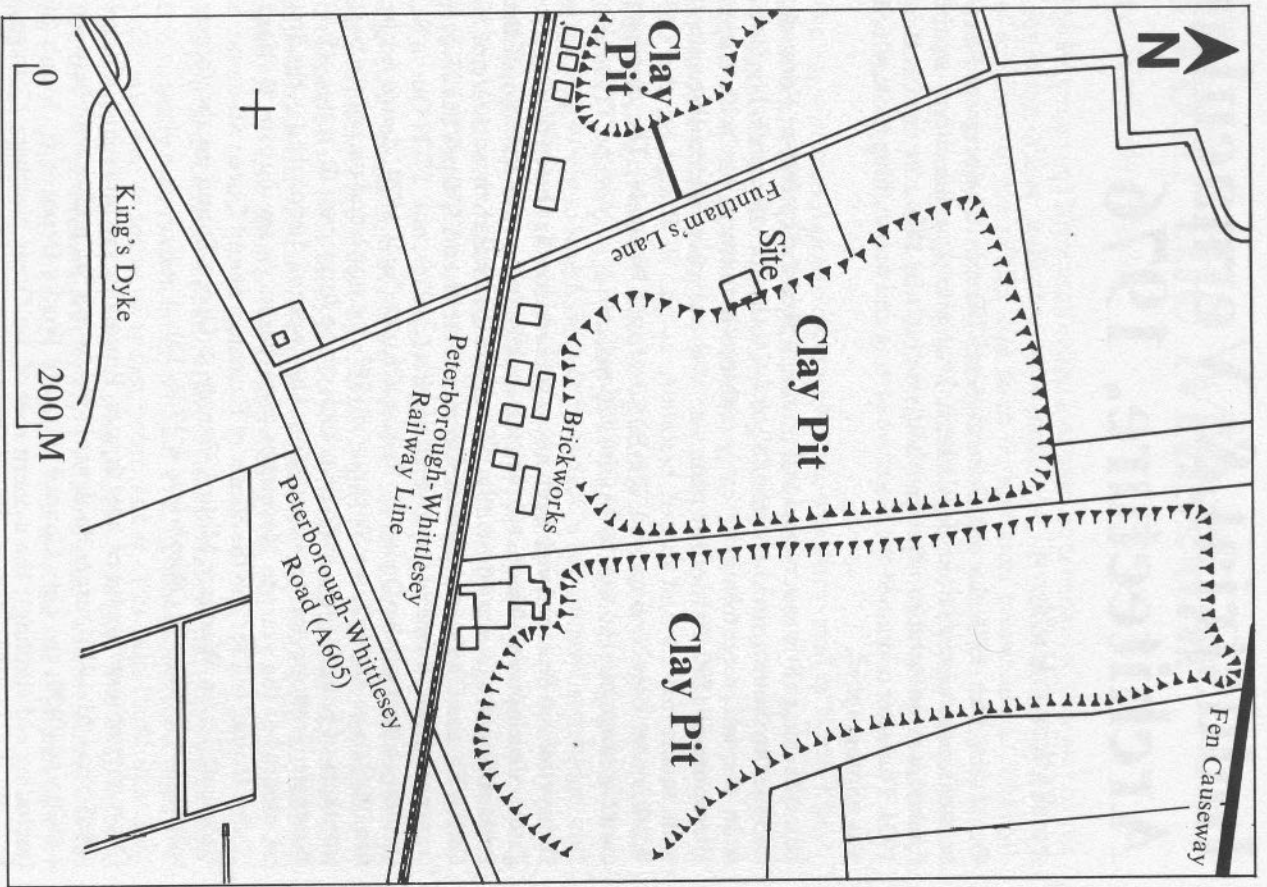 N
Clay
Pit
Funtham's Lane
Site
Clay Pit
Fen Causeway
Clay Pit
Brickworks
Peterborough-Whittlesey
Railway Line
Peterborough-Whittlesey
Road (A605)
King's Dyke
0
200 M